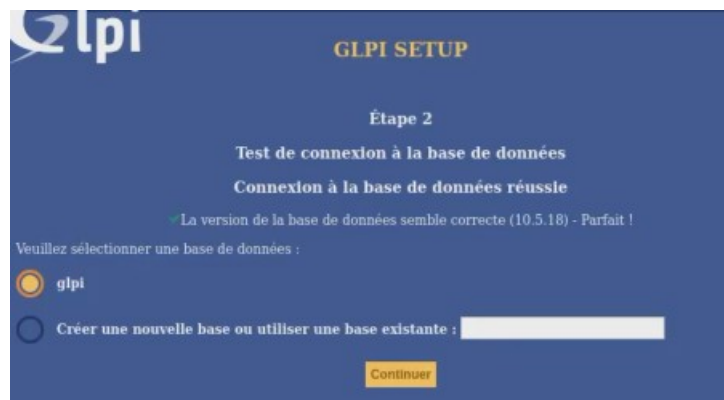 Glpi
GLPI SETUP
Étape 2
Test de connexion à la base de données
Connexion à la base de données réussie
La version de la base de données semble correcte (10.5.18) - Parfait !
Veuillez sélectionner une base de données :
glpi
Créer une nouvelle base ou utiliser une base existante :
Continuer